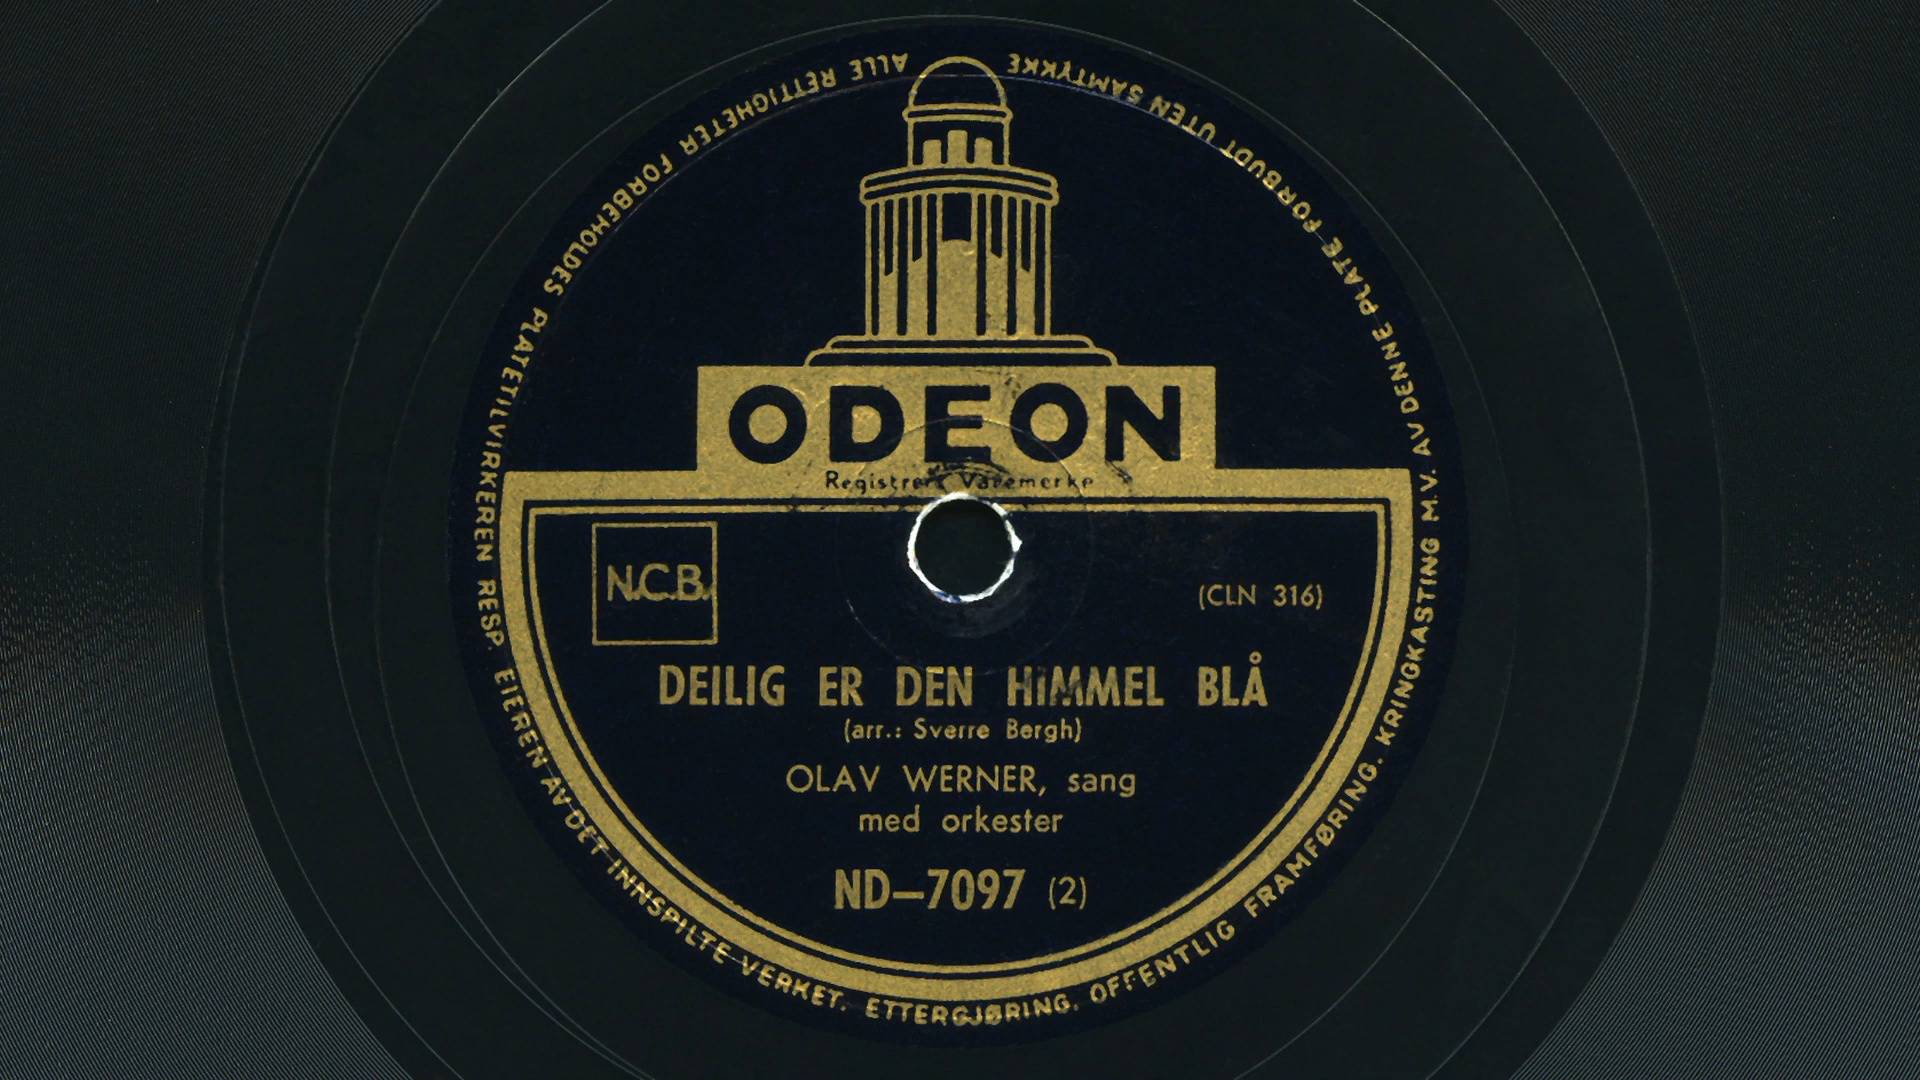 ODEON
Registrert Varemerke
N.C.B.
(CLN 316)
DEILIG ER DEN HIMMEL BLÅ
(arr.: Sverre Bergh)
OLAV WERNER, sang
med orkester
ND–7097 (2)
ALLE RETTIGHETER FORBEHOLDES PLATETILVIRKEREN RESP. EIEREN AV DET INNSPILTE VERKET. ETTERGJØRING. OFFENTLIG FRAMFØRING. KRINGKASTING M.V. AV DENNE PLATE FORBUDT UTEN SAMTYKKE